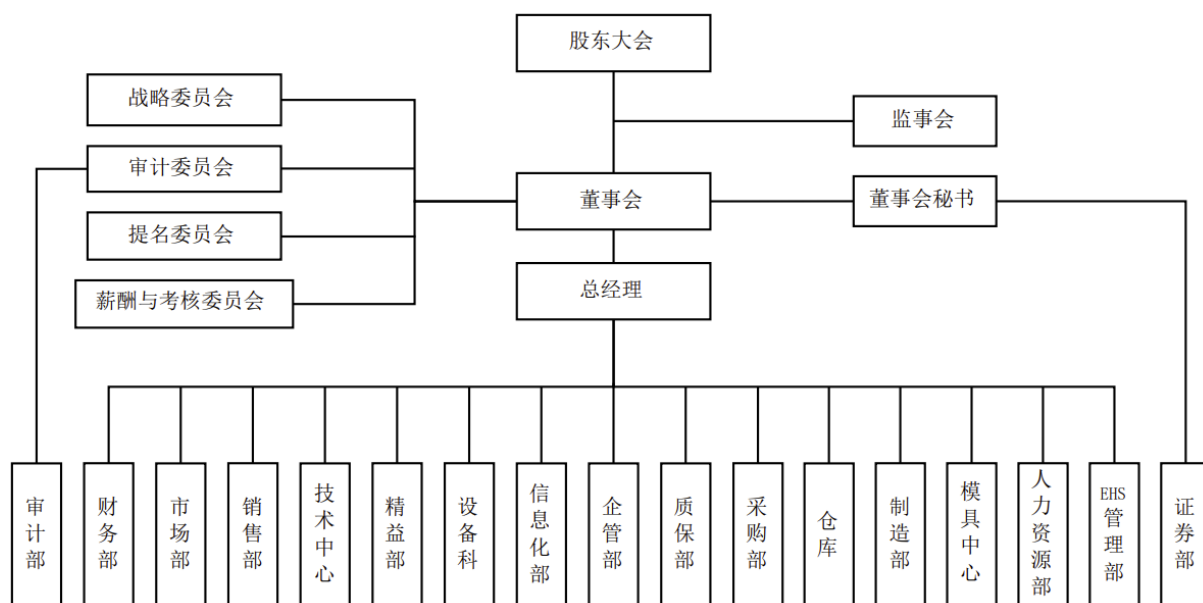 股东大会
战略委员会
监事会
审计委员会
董事会
董事会秘书
提名委员会
总经理
薪酬与考核委员会
审计部
财务部
市场部
销售部
技术中心
精益部
设备科
信息化部
企管部
质保部
采购部
仓库
制造部
模具中心
人力资源部
EHS管理部
证券部